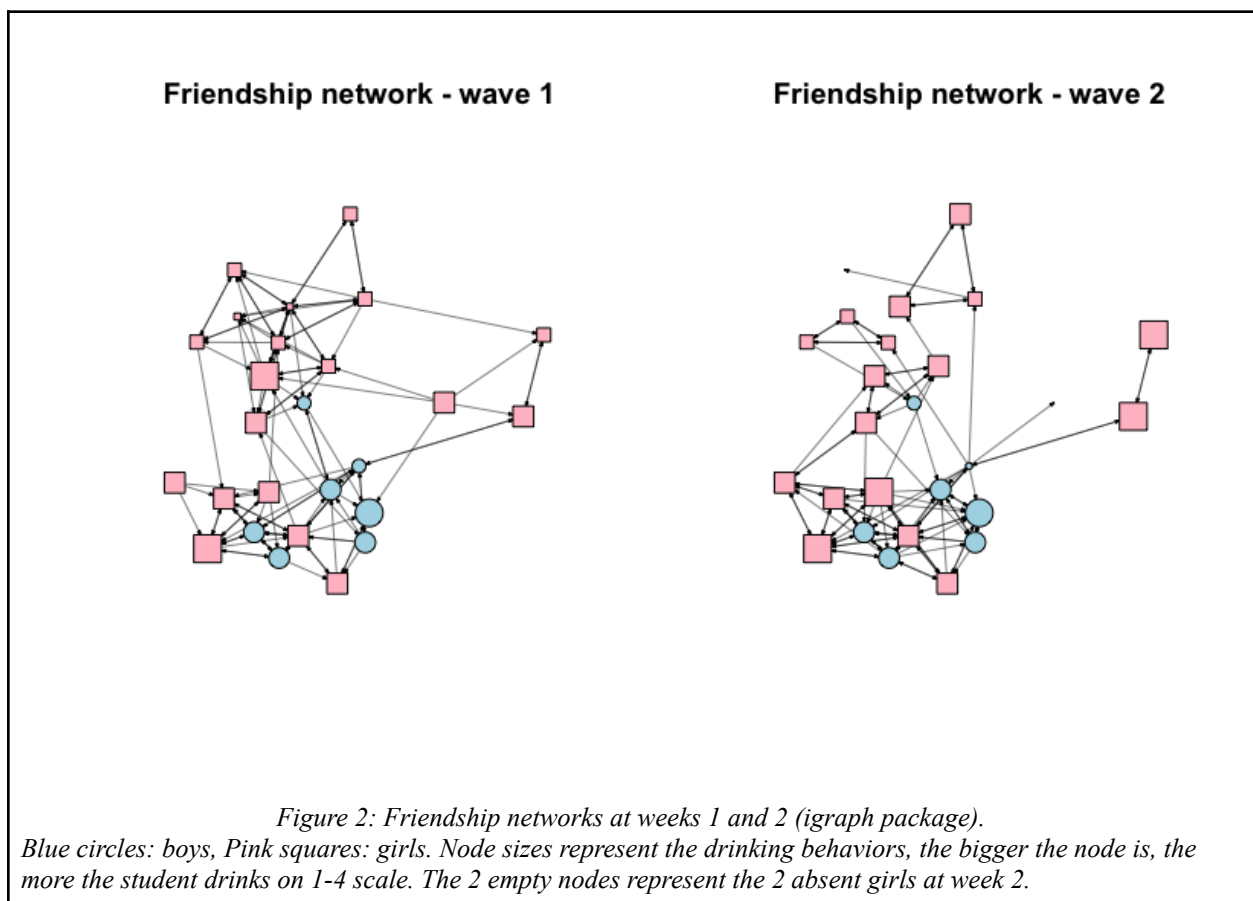 Friendship network - wave 1
Friendship network - wave 2
Figure 2: Friendship networks at weeks 1 and 2 (igraph package).
Blue circles: boys, Pink squares: girls. Node sizes represent the drinking behaviors, the bigger the node is, the
more the student drinks on 1-4 scale. The 2 empty nodes represent the 2 absent girls at week 2.